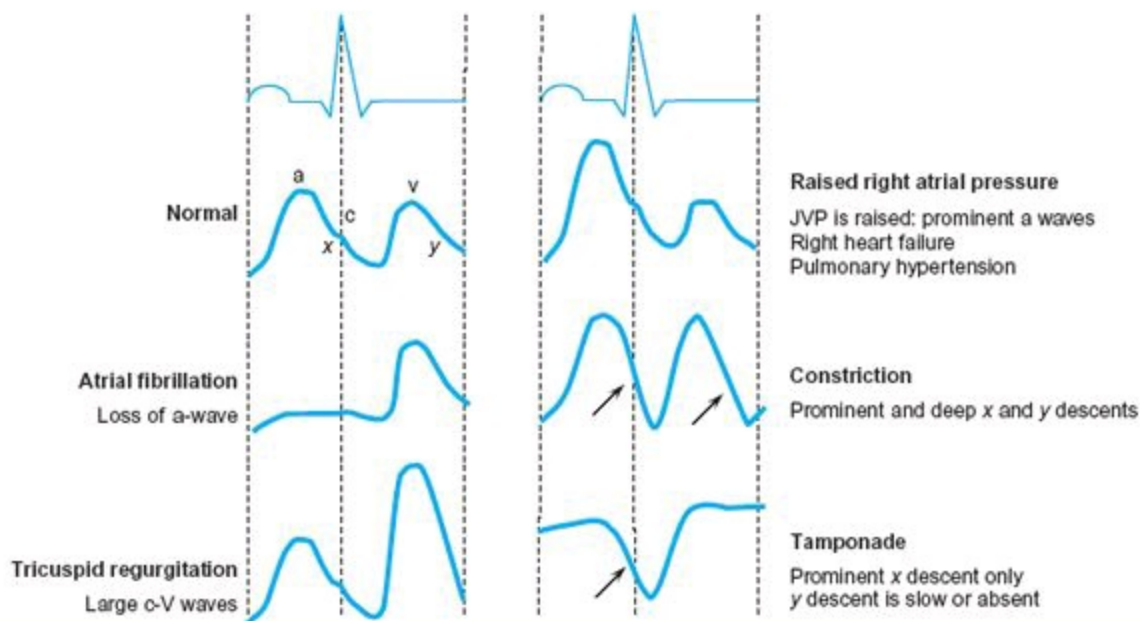 a
v
c
x
y
Normal
Atrial fibrillation
Loss of a-wave
Tricuspid regurgitation
Large c-V waves
Raised right atrial pressure
JVP is raised: prominent a waves
Right heart failure
Pulmonary hypertension
Constriction
Prominent and deep x and y descents
Tamponade
Prominent x descent only
y descent is slow or absent